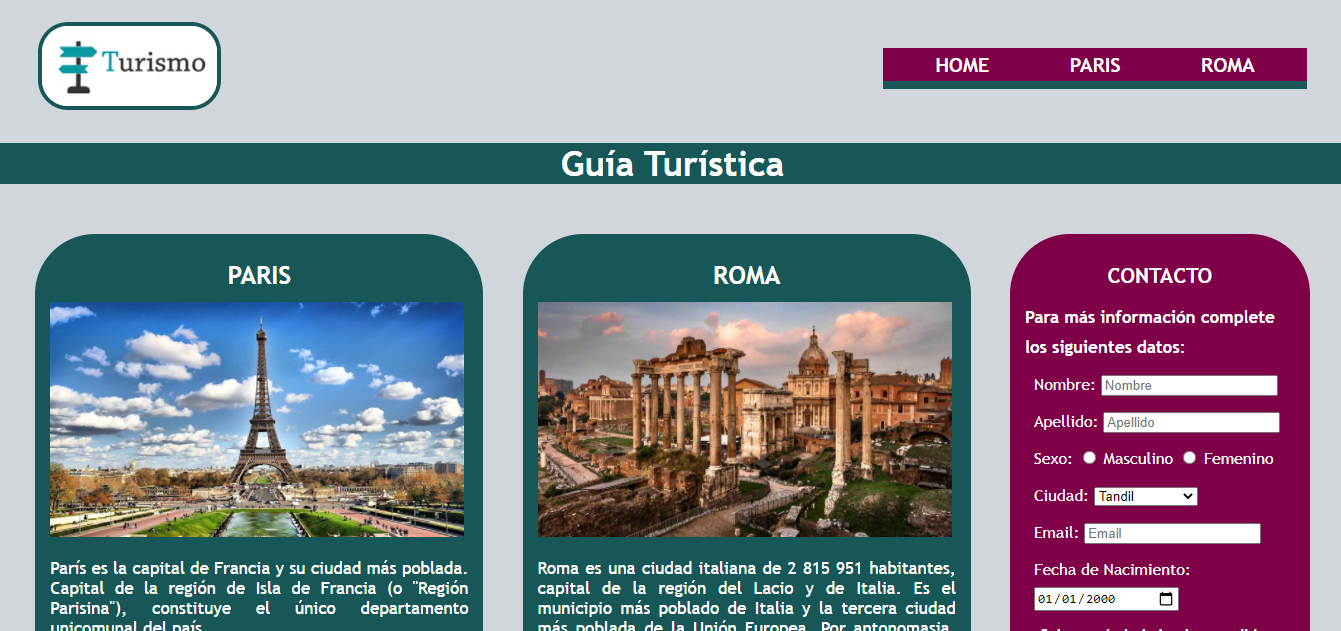 Turismo
HOME PARIS ROMA
Guía Turística
PARIS
París es la capital de Francia y su ciudad más poblada.
Capital de la región de Isla de Francia (o "Región
Parisina"), constituye el único departamento
unicomunal del país.
ROMA
Roma es una ciudad italiana de 2 815 951 habitantes,
capital de la región del Lacio y de Italia. Es el
municipio más poblado de Italia y la tercera ciudad
más poblada de la Unión Europea. Por antonomasia,
CONTACTO
Para más información complete
los siguientes datos:
Nombre: Nombre
Apellido: Apellido
Sexo: Masculino Femenino
Ciudad: Tandil
Email: Email
Fecha de Nacimiento:
01/01/2000